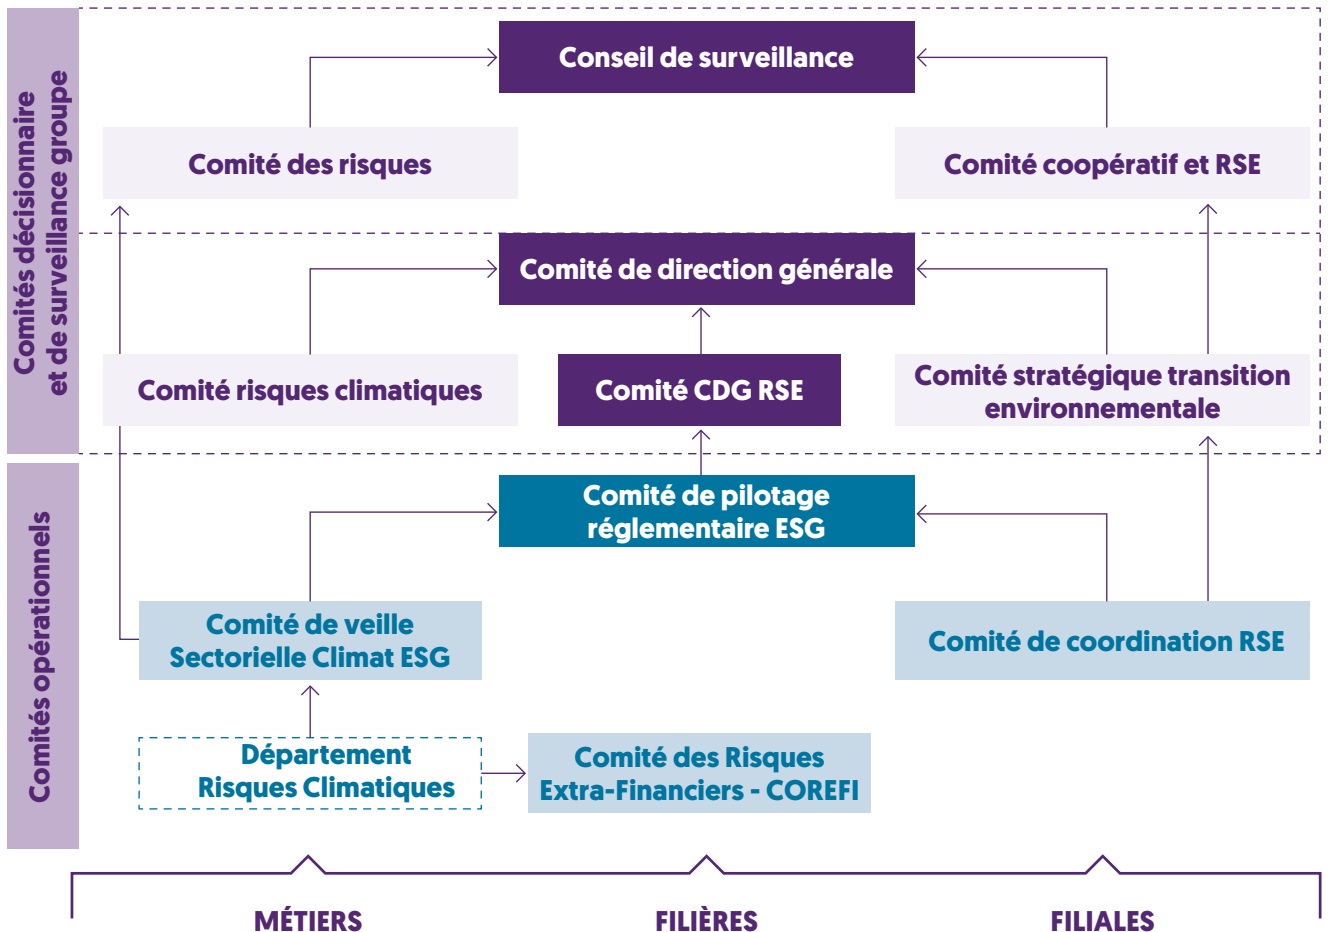 Comités décisionnaire
et de surveillance groupe
Conseil de surveillance
Comité des risques
Comité coopératif et RSE
Comité de direction générale
Comité risques climatiques
Comité CDG RSE
Comité stratégique transition
environnementale
Comités opérationnels
Comité de pilotage
réglementaire ESG
Comité de veille
Sectorielle Climat ESG
Comité de coordination RSE
Département
Risques Climatiques
Comité des Risques
Extra-Financiers - COREFI
MÉTIERS
FILIÈRES
FILIALES